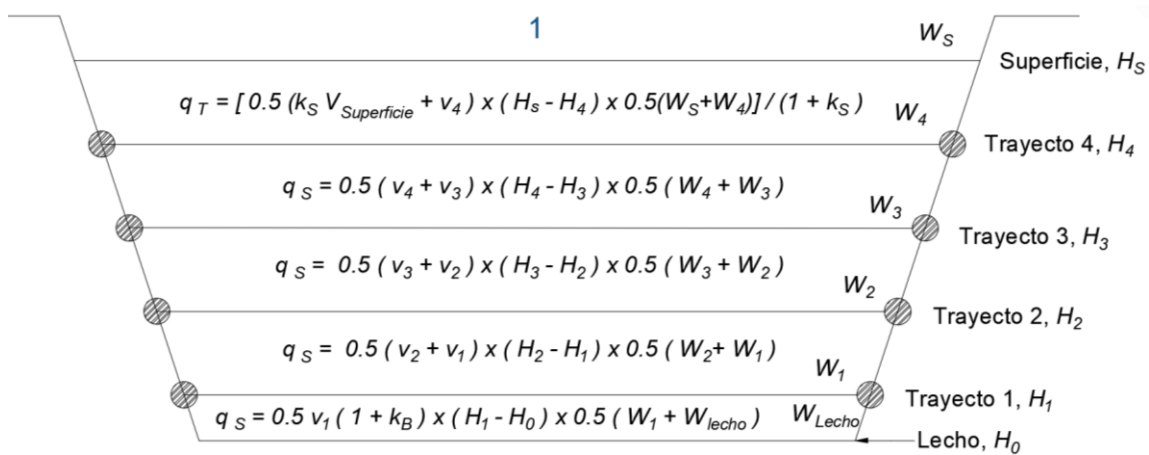 1
W_S
Superficie, H_S
q_T = [ 0.5 (k_S V_Superficie + v_4 ) x ( H_s - H_4 ) x 0.5(W_S+W_4)] / (1 + k_S )
W_4
Trayecto 4, H_4
q_S = 0.5 ( v_4 + v_3 ) x ( H_4 - H_3 ) x 0.5 ( W_4 + W_3 )
W_3
Trayecto 3, H_3
q_S = 0.5 ( v_3 + v_2 ) x ( H_3 - H_2 ) x 0.5 ( W_3 + W_2 )
W_2
Trayecto 2, H_2
q_S = 0.5 ( v_2 + v_1 ) x ( H_2 - H_1 ) x 0.5 ( W_2+ W_1 )
W_1
Trayecto 1, H_1
q_S = 0.5 v_1 ( 1 + k_B ) x ( H_1 - H_0 ) x 0.5 ( W_1 + W_lecho )
W_Lecho
Lecho, H_0